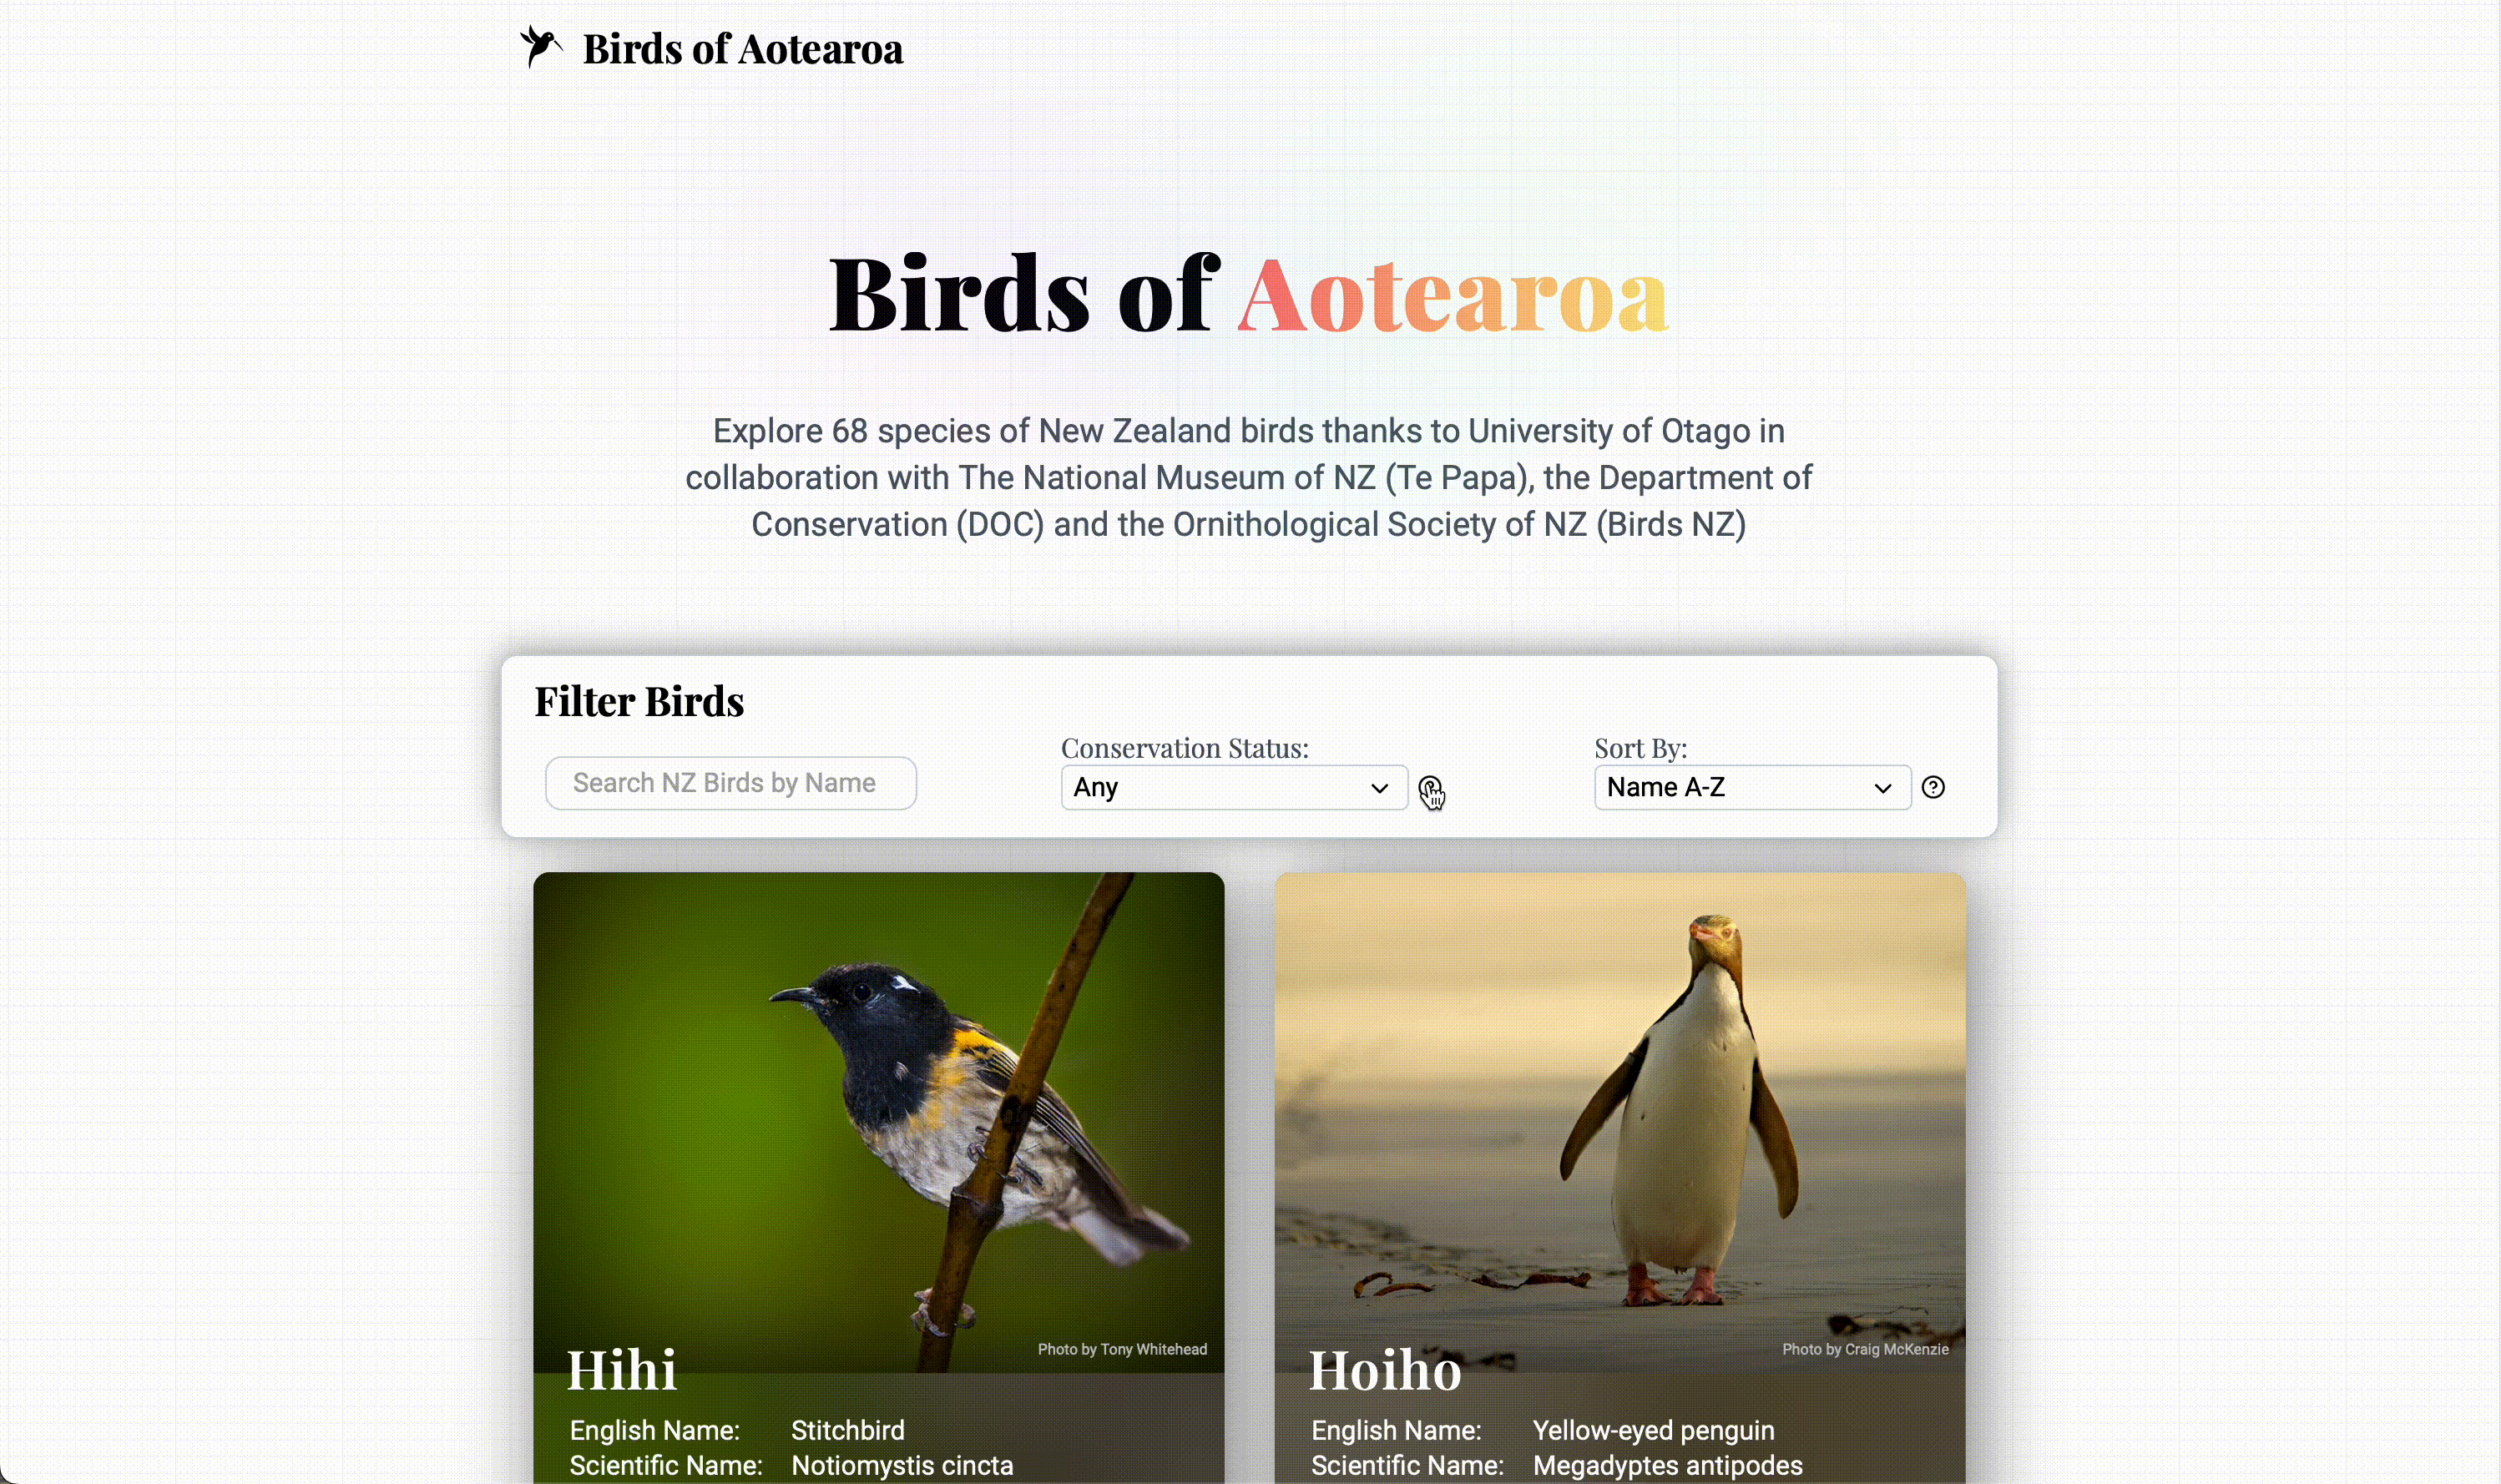 Birds of Aotearoa
Birds of Aotearoa
Explore 68 species of New Zealand birds thanks to University of Otago in
collaboration with The National Museum of NZ (Te Papa), the Department of
Conservation (DOC) and the Ornithological Society of NZ (Birds NZ)
Filter Birds
Search NZ Birds by Name
Conservation Status:
Any
Sort By:
Name A-Z
?
Photo by Tony Whitehead
Hihi
English Name: Stitchbird
Scientific Name: Notiomystis cincta
Photo by Craig McKenzie
Hoiho
English Name: Yellow-eyed penguin
Scientific Name: Megadyptes antipodes